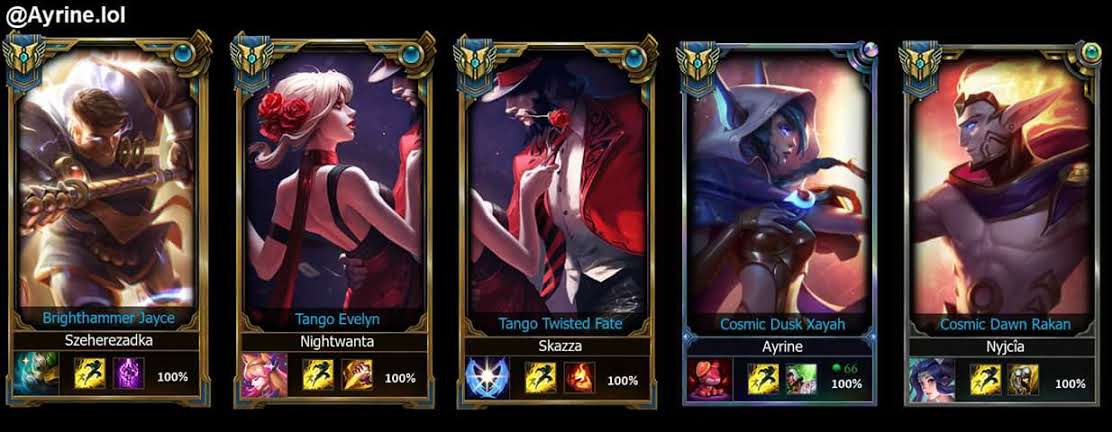 @Ayrine.lol
Brighthammer Jayce
Szeherezadka
100%
Tango Evelyn
Nightwanta
100%
Tango Twisted Fate
Skazza
100%
Cosmic Dusk Xayah
Ayrine
66
100%
Cosmic Dawn Rakan
Nyjcîa
100%